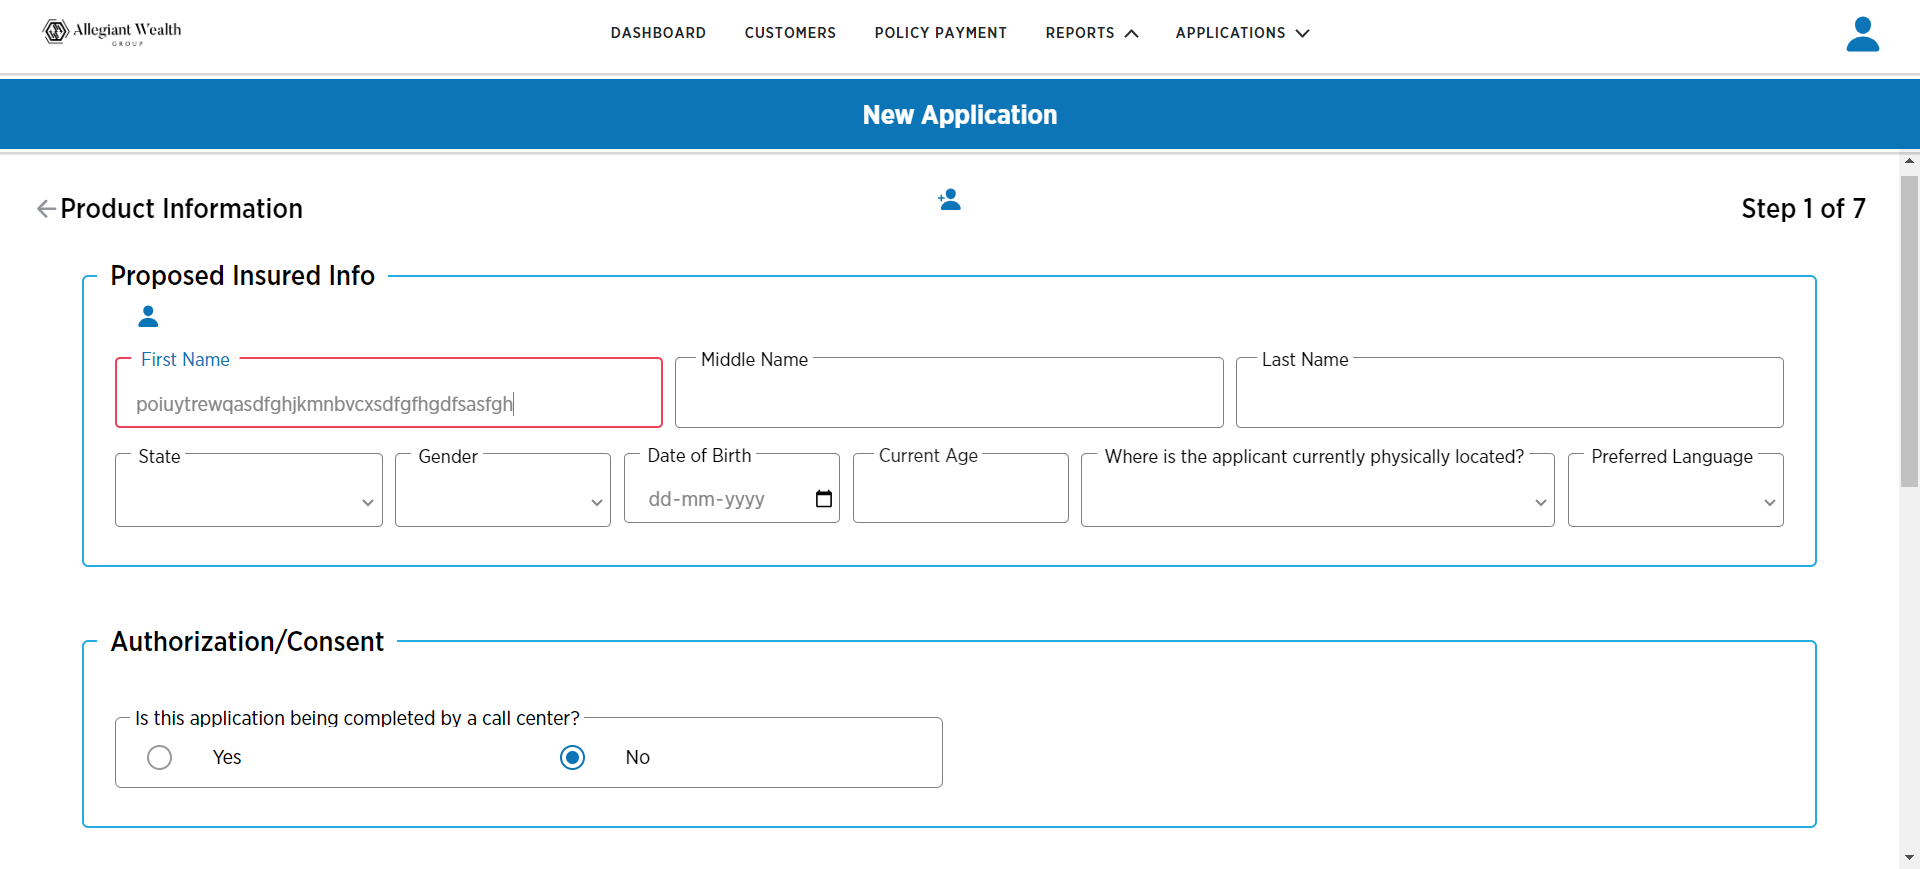 Allegiant Wealth
GROUP
DASHBOARD CUSTOMERS POLICY PAYMENT REPORTS APPLICATIONS
New Application
Product Information
Step 1 of 7
Proposed Insured Info
First Name Middle Name Last Name
poiuytrewqasdfghjkmnbvcxsdfgfhgdfsasfgh
State Gender Date of Birth Current Age Where is the applicant currently physically located? Preferred Language
dd-mm-yyyy
Authorization/Consent
Is this application being completed by a call center?
Yes No